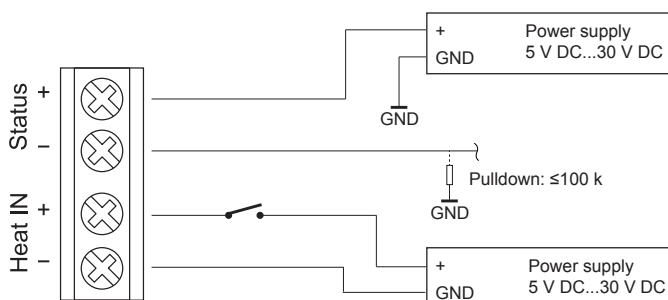 Status
+
−
Heat IN
+
−
+
GND
Power supply
5 V DC...30 V DC
GND
Pulldown: ≤100 k
GND
+
GND
Power supply
5 V DC...30 V DC